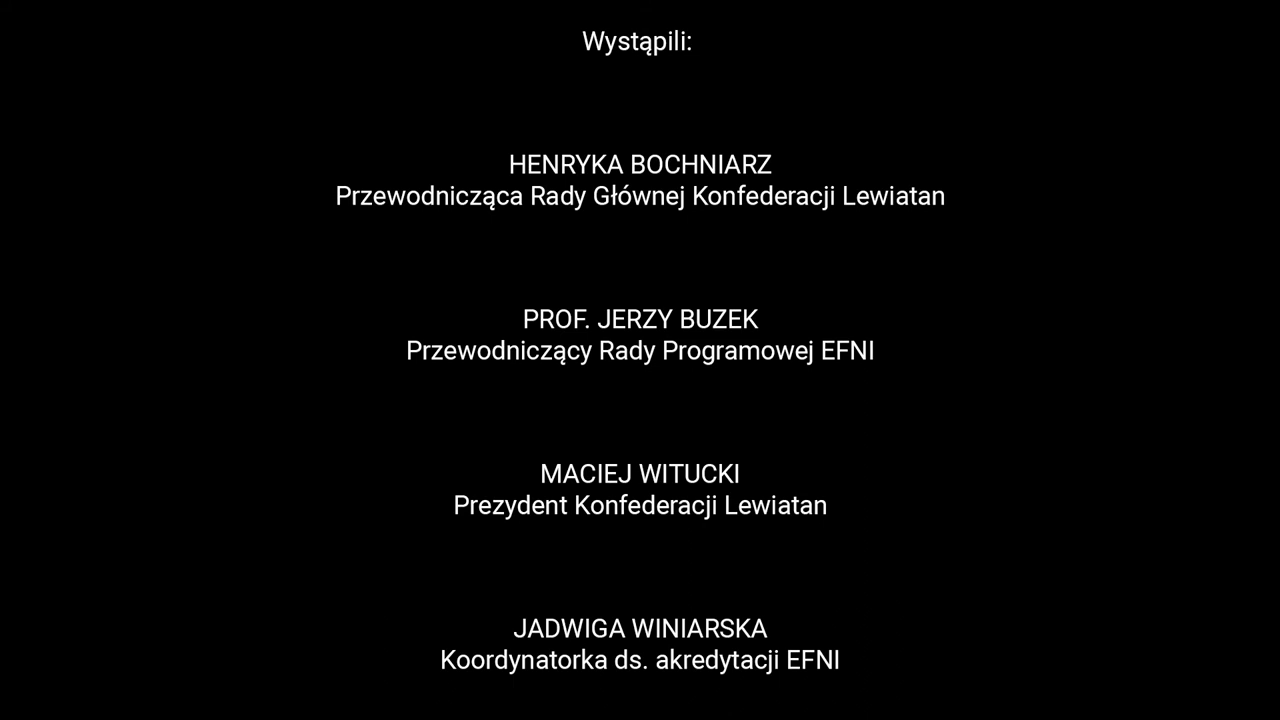 Wystąpili:
HENRYKA BOCHNIARZ
Przewodnicząca Rady Głównej Konfederacji Lewiatan
PROF. JERZY BUZEK
Przewodniczący Rady Programowej EFNI
MACIEJ WITUCKI
Prezydent Konfederacji Lewiatan
JADWIGA WINIARSKA
Koordynatorka ds. akredytacji EFNI